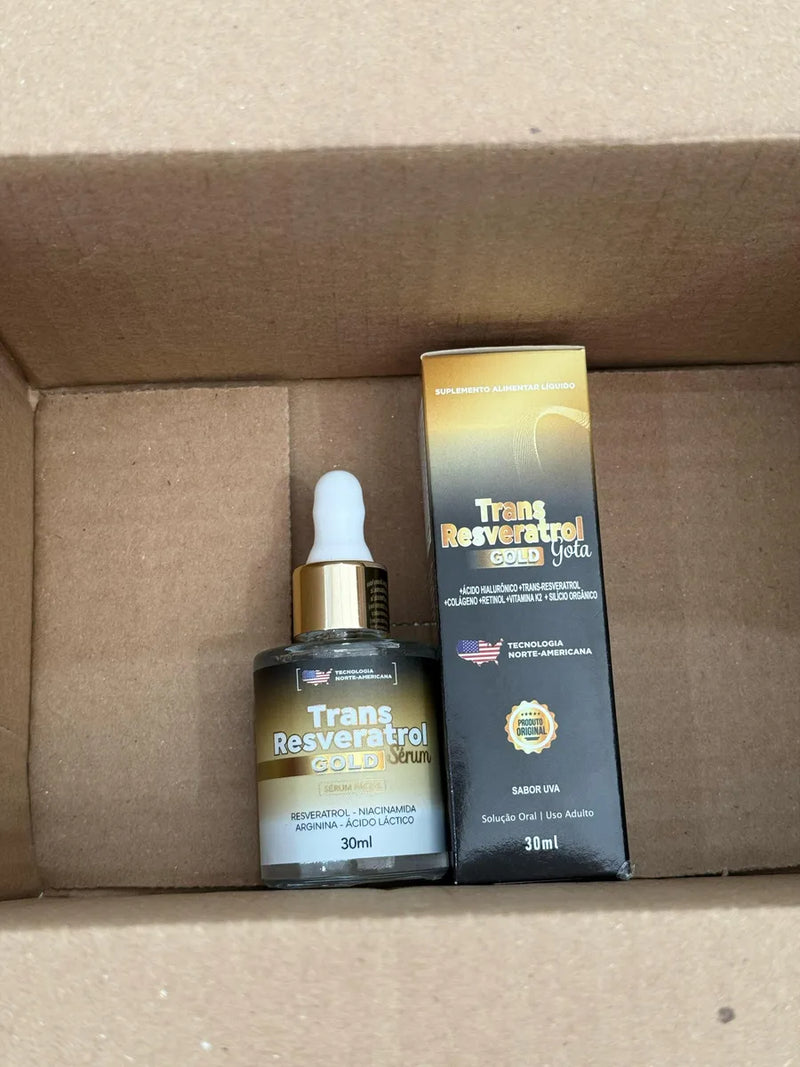 TECNOLOGIA
NORTE-AMERICANA
Trans
Resveratrol
GOLD Sérum
SÉRUM FACIAL
RESVERATROL - NIACINAMIDA
ARGININA - ÁCIDO LÁCTICO
30ml
SUPLEMENTO ALIMENTAR LÍQUIDO
Trans
Resveratrol
GOLD Gota
+ÁCIDO HIALURÔNICO +TRANS-RESVERATROL
+COLÁGENO +RETINOL +VITAMINA K2 + SILÍCIO ORGÂNICO
TECNOLOGIA
NORTE-AMERICANA
PRODUTO
ORIGINAL
SABOR UVA
Solução Oral | Uso Adulto
30ml